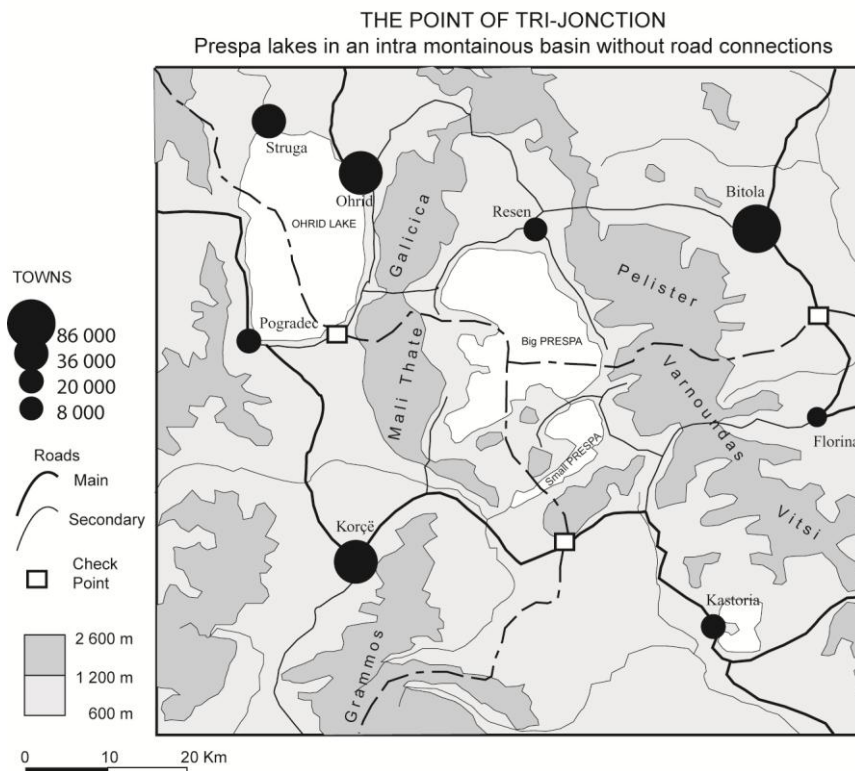 THE POINT OF TRI-JONCTION
Prespa lakes in an intra montainous basin without road connections
Struga
Ohrid
Bitola
Resen
OHRID LAKE
Galicica
Pelister
TOWNS
86 000
36 000
20 000
8 000
Pogradec
Big PRESPA
Mali Thate
Varnoundas
Florina
Small PRESPA
Roads
Main
Secondary
Vitsi
Korçë
Check
Point
Kastoria
Grammos
2 600 m
1 200 m
600 m
0 10 20 Km